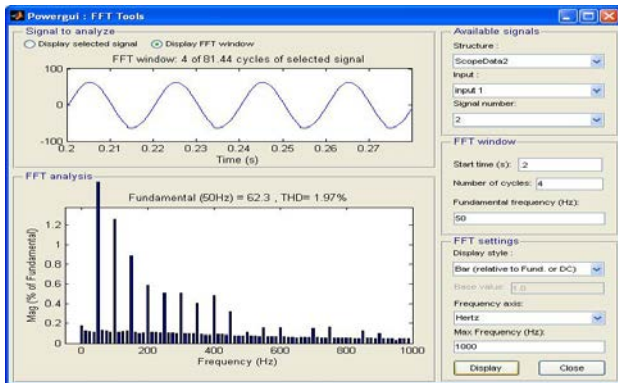 Powergui : FFT Tools
Signal to analyze
Display selected signal
Display FFT window
FFT window: 4 of 81.44 cycles of selected signal
100
0
-100
0.2 0.21 0.22 0.23 0.24 0.25 0.26 0.27
Time (s)
FFT analysis
Fundamental (50Hz) = 62.3 , THD= 1.97%
Mag (% of Fundamental)
1.2
1
0.8
0.6
0.4
0.2
0
0 200 400 600 800 1000
Frequency (Hz)
Available signals
Structure :
ScopeData2
Input :
input 1
Signal number:
2
FFT window
Start time (s): .2
Number of cycles: 4
Fundamental frequency (Hz):
50
FFT settings
Display style :
Bar (relative to Fund. or DC)
Base value: 1.0
Frequency axis:
Hertz
Max Frequency (Hz):
1000
Display
Close